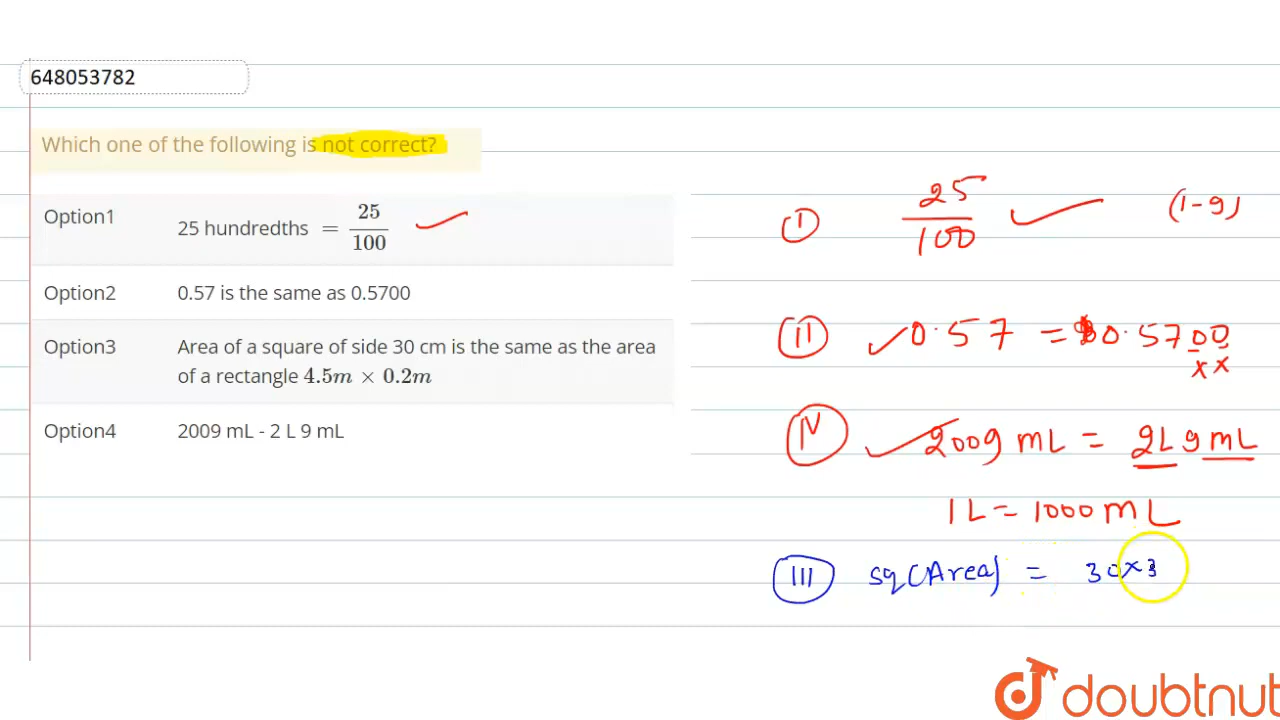 648053782
Which one of the following is not correct?
Option1 25 hundredths = 25/100
Option2 0.57 is the same as 0.5700
Option3 Area of a square of side 30 cm is the same as the area
of a rectangle 4.5m × 0.2m
Option4 2009 mL - 2 L 9 mL
I 25/100 (1-9)
II 0.57 = 0.5700
x x
IV 2009 mL = 2L 9 mL
1L = 1000 mL
III sq(Area) = 30×3
doubtnut